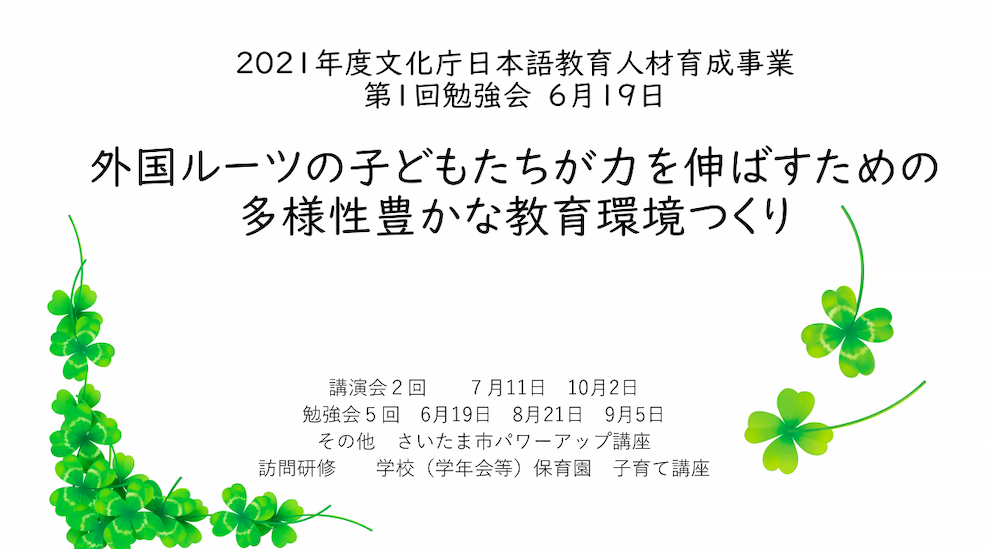 2021年度文化庁日本語教育人材育成事業
第1回勉強会 6月19日
外国ルーツの子どもたちが力を伸ばすための
多様性豊かな教育環境つくり
講演会２回　　７月11日　10月2日
勉強会５回　6月19日　8月21日　9月5日
その他　さいたま市パワーアップ講座
訪問研修　　学校（学年会等）保育園　子育て講座